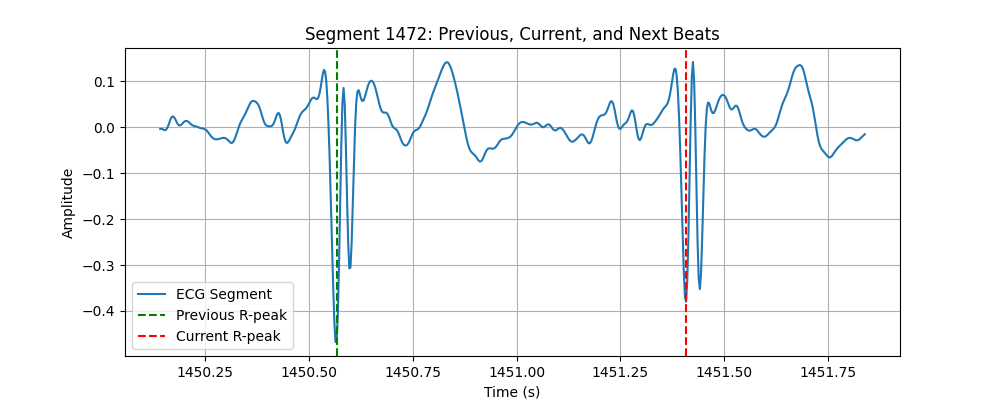 Segment 1472: Previous, Current, and Next Beats
Amplitude
0.1
0.0
−0.1
−0.2
−0.3
−0.4
ECG Segment
Previous R-peak
Current R-peak
1450.25 1450.50 1450.75 1451.00 1451.25 1451.50 1451.75
Time (s)